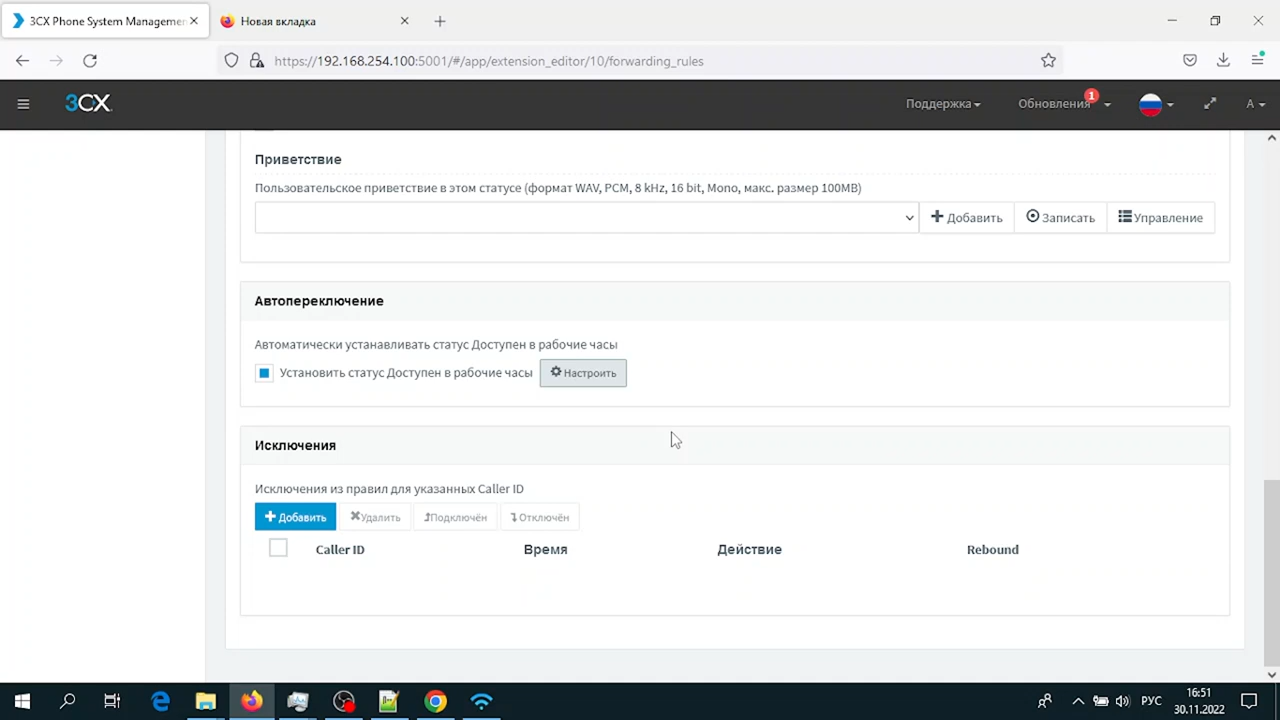 3CX Phone System Managemen
Новая вкладка
https://192.168.254.100:5001/#/app/extension_editor/10/forwarding_rules
3CX
Поддержка
Обновления
1
A
Приветствие
Пользовательское приветствие в этом статусе (формат WAV, PCM, 8 kHz, 16 bit, Mono, макс. размер 100MB)
Добавить
Записать
Управление
Автопереключение
Автоматически устанавливать статус Доступен в рабочие часы
Установить статус Доступен в рабочие часы
Настроить
Исключения
Исключения из правил для указанных Caller ID
Добавить
Удалить
Подключён
Отключён
Caller ID
Время
Действие
Rebound
РУС
16:51
30.11.2022